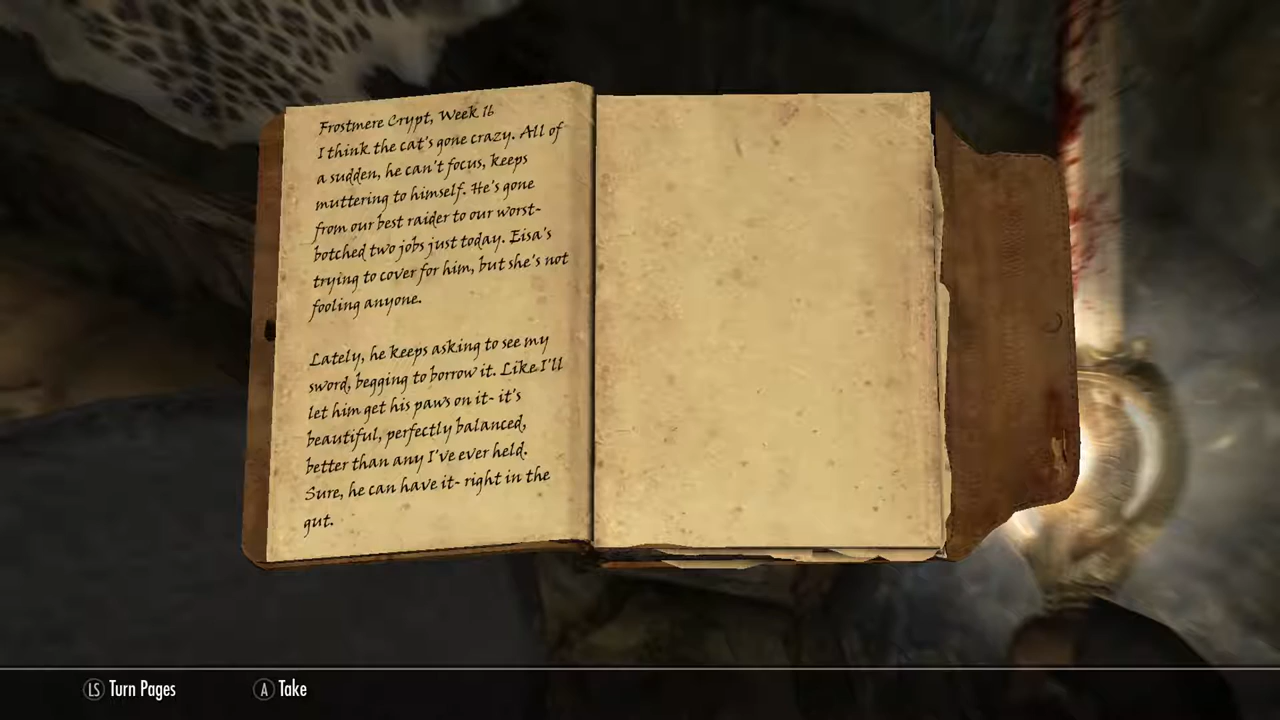 Frostmere Crypt, Week 16
I think the cat's gone crazy. All of
a sudden, he can't focus, keeps
muttering to himself. He's gone
from our best raider to our worst-
botched two jobs just today. Eisa's
trying to cover for him, but she's not
fooling anyone.
Lately, he keeps asking to see my
sword, begging to borrow it. Like I'll
let him get his paws on it- it's
beautiful, perfectly balanced,
better than any I've ever held.
Sure, he can have it- right in the
gut.
LS Turn Pages
A Take